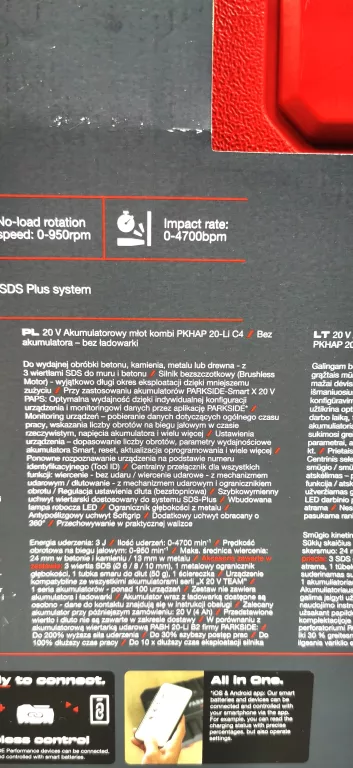 No-load rotation
speed: 0-950rpm
Impact rate:
0-4700bpm
SDS Plus system
PL 20 V Akumulatorowy młot kombi PKHAP 20-Li C4 / Bez
akumulatora – bez ładowarki
Do wydajnej obróbki betonu, kamienia, metalu lub drewna - z
3 wiertłami SDS do muru i betonu / Silnik bezszczotkowy (Brushless
Motor) - wyjątkowo długi okres eksploatacji dzięki mniejszemu
zużyciu / Przy zastosowaniu akumulatorów PARKSIDE-Smart X 20 V
PAPS: Optymalna wydajność dzięki indywidualnej konfiguracji
urządzenia i monitoringowi danych przez aplikację PARKSIDE* /
Monitoring urządzeń – pobieranie danych dotyczących ogólnego czasu
pracy, wskazania liczby obrotów na biegu jałowym w czasie
rzeczywistym, napięcia akumulatora i wielu więcej / Ustawienia
urządzenia – dopasowanie liczby obrotów, parametry wydajnościowe
akumulatora Smart, reset, aktualizacja oprogramowania i wiele więcej /
Ponowne rozpoznawanie urządzenia na podstawie numeru
identyfikacyjnego (Tool ID) / Centralny przełącznik dla wszystkich
funkcji: wiercenie - bez udaru / wiercenie udarowe - z mechanizmem
udarowym / dłutowanie - z mechanizmem udarowym i ogranicznikiem
obrotu / Regulacja ustawienia dłuta (bezstopniowa) / Szybkowymienny
uchwyt wiertarski dostosowany do systemu SDS-Plus / Wbudowana
lampa robocza LED / Ogranicznik głębokości z metalu /
Antypoślizgowy uchwyt Softgrip / Dodatkowy uchwyt obracany o
360° / Przechowywanie w praktycznej walizce
Energia uderzenia: 3 J / Ilość uderzeń: 0-4700 min⁻¹ / Prędkość
obrotowa na biegu jałowym: 0-950 min⁻¹ / Maks. średnica wiercenia:
24 mm w betonie i kamieniu / 13 mm w metalu /
3 wiertła SDS (Ø 6 / 8 / 10 mm), 1 metalowy ogranicznik
głębokości, 1 tubka smaru do dłut (50 g), 1 ściereczka / Urządzenie
kompatybilne ze wszystkimi akumulatorami serii „X 20 V TEAM” /
1 seria akumulatorów - ponad 100 urządzeń / Zestaw nie zawiera
akumulatora i ładowarki / Akumulator wraz z ładowarką dostępne są
osobno - dane do kontaktu znajdują się w instrukcji obsługi / Zalecany
akumulator przy późniejszym zamówieniu: 20 V (4 Ah) / Przedstawione
wiertło i dłuto nie są zawarte w zakresie dostawy / W porównaniu z
akumulatorową wiertarką udarową PABH 20-Li B2 firmy PARKSIDE: /
Do 200% wyższa siła uderzenia / Do 30% szybszy postęp prac / Do
100% dłuższy czas pracy / Do 10 x dłuższy czas eksploatacji silnika
LT 20 V
PKHAP 20
to connect.
control
Performance devices can be connected,
and controlled with smart batteries.
All in One.
*iOS & Android app: Our smart
batteries and devices can be
connected and controlled with
your smartphone via the app.
For example, you can read the
charging status with precise
percentages, but also operate
settings.